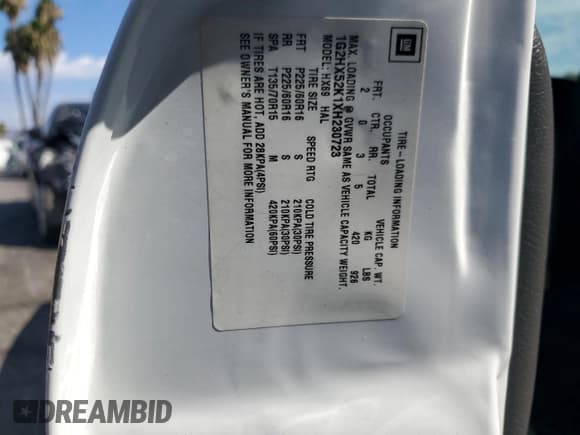 GM
TIRE-LOADING INFORMATION
OCCUPANTS VEHICLE CAP. WT.
FRT. CTR. RR. TOTAL KG LBS
2 0 3 5 420 926
MAX. LOADING @ GVWR SAME AS VEHICLE CAPACITY WEIGHT.
1G2HX52K1XH230723
MODEL: HX69 HAL
TIRE SIZE SPEED RTG COLD TIRE PRESSURE
FRT P225/60R16 S 210KPA(30PSI)
RR P225/60R16 S 210KPA(30PSI)
SPA T135/70R15 M 420KPA(60PSI)
IF TIRES ARE HOT, ADD 28KPA(4PSI)
SEE OWNER'S MANUAL FOR MORE INFORMATION
DREAMBID